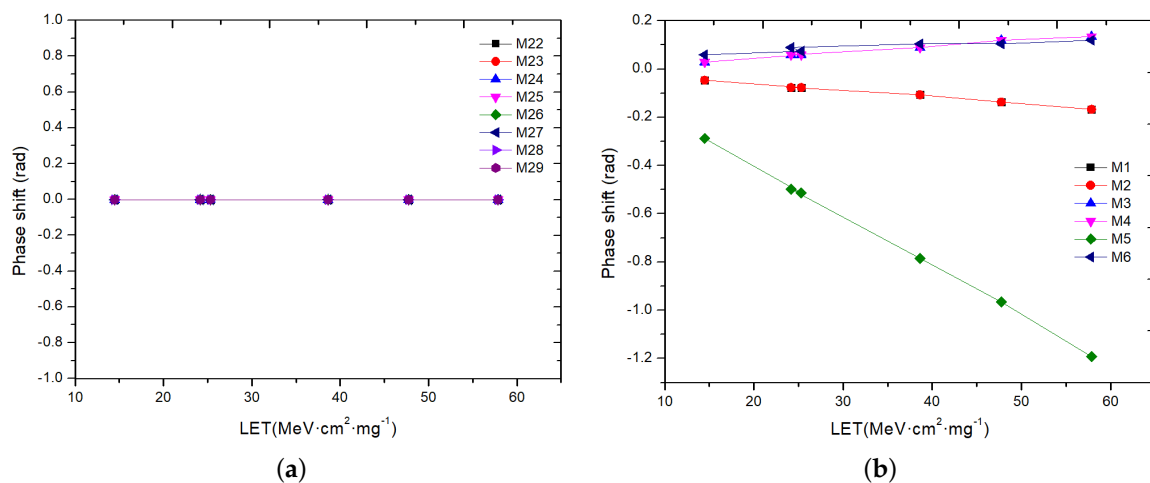 1.0
0.8
0.6
0.4
0.2
0.0
-0.2
-0.4
-0.6
-0.8
-1.0
Phase shift (rad)
M22
M23
M24
M25
M26
M27
M28
M29
10 20 30 40 50 60
LET(MeV·cm²·mg⁻¹)
(a)
0.2
0.0
-0.2
-0.4
-0.6
-0.8
-1.0
-1.2
Phase shift (rad)
M1
M2
M3
M4
M5
M6
10 20 30 40 50 60
LET(MeV·cm²·mg⁻¹)
(b)